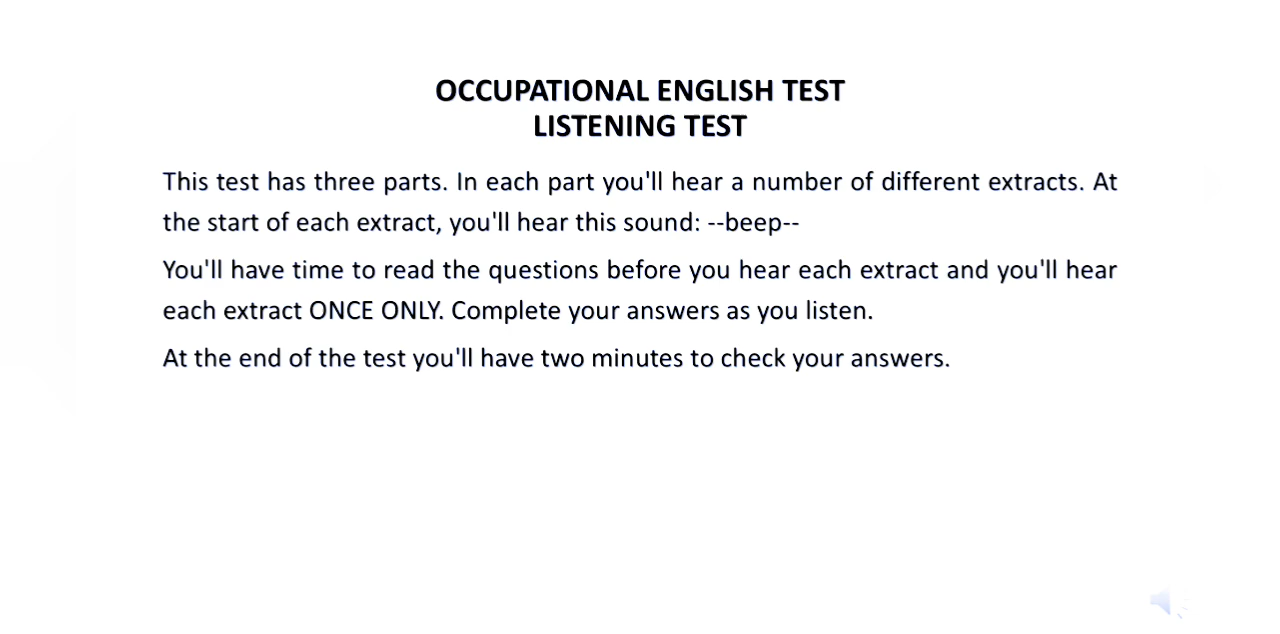 OCCUPATIONAL ENGLISH TEST
LISTENING TEST
This test has three parts. In each part you'll hear a number of different extracts. At
the start of each extract, you'll hear this sound: --beep--
You'll have time to read the questions before you hear each extract and you'll hear
each extract ONCE ONLY. Complete your answers as you listen.
At the end of the test you'll have two minutes to check your answers.